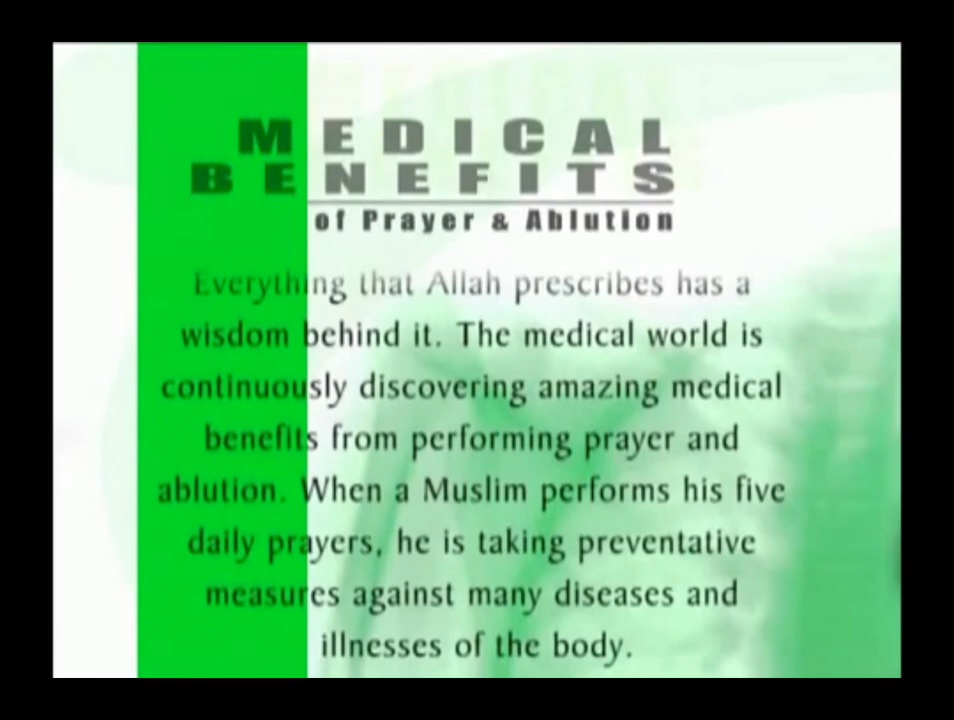 MEDICAL
BENEFITS
of Prayer & Ablution
Everything that Allah prescribes has a
wisdom behind it. The medical world is
continuously discovering amazing medical
benefits from performing prayer and
ablution. When a Muslim performs his five
daily prayers, he is taking preventative
measures against many diseases and
illnesses of the body.